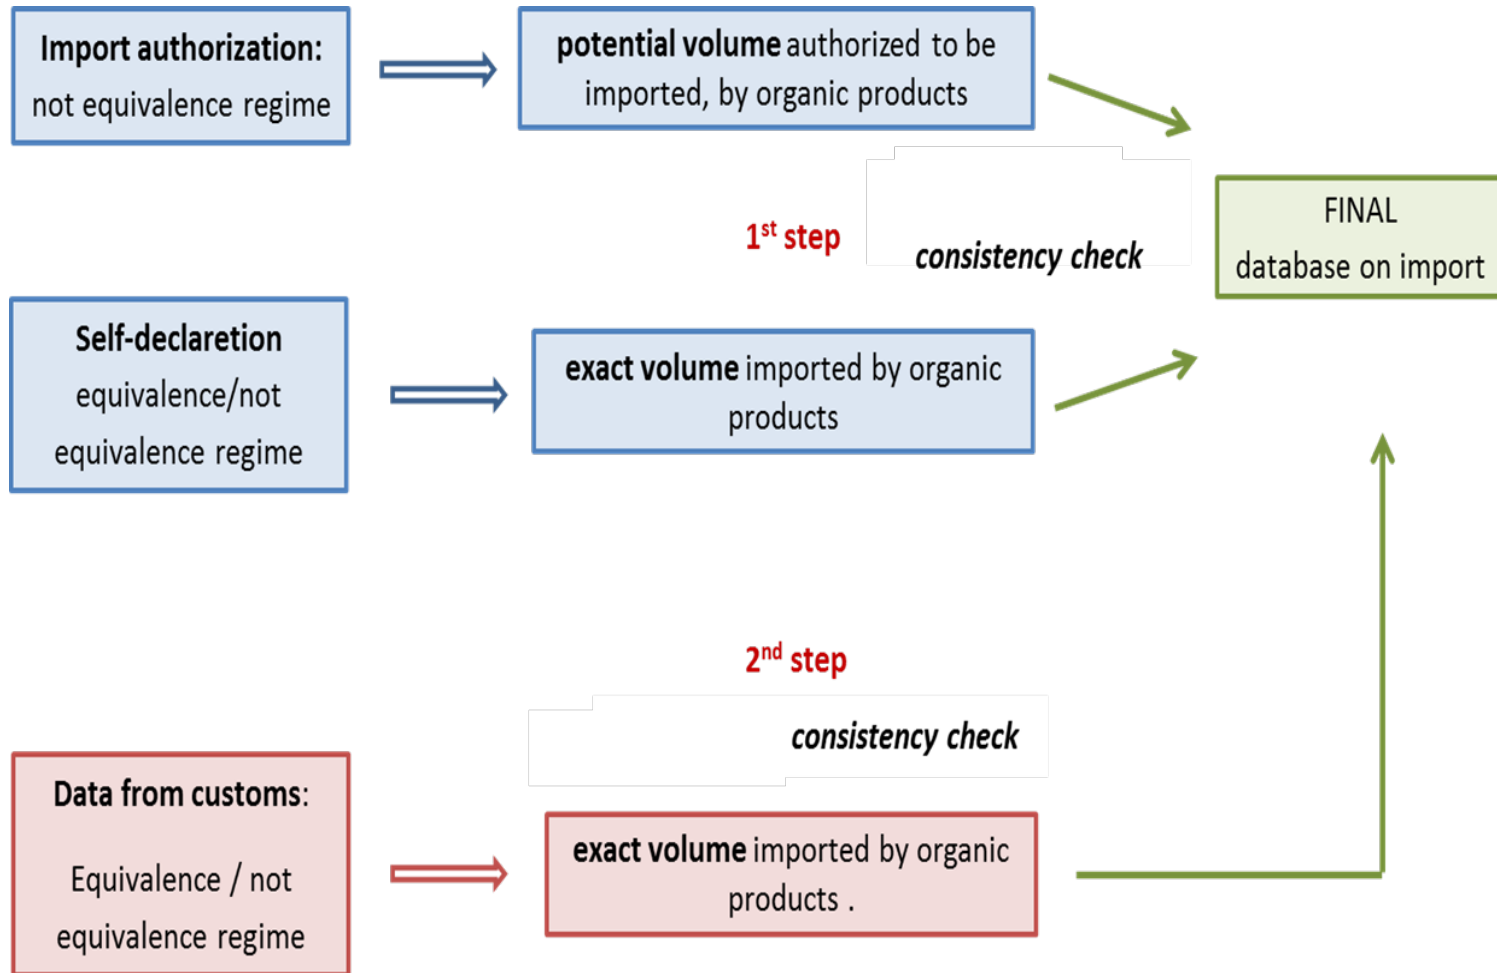 Import authorization:
not equivalence regime
potential volume authorized to be
imported, by organic products
1st step
consistency check
FINAL
database on import
Self-declaretion
equivalence/not
equivalence regime
exact volume imported by organic
products
2nd step
consistency check
Data from customs:
Equivalence / not
equivalence regime
exact volume imported by organic
products .